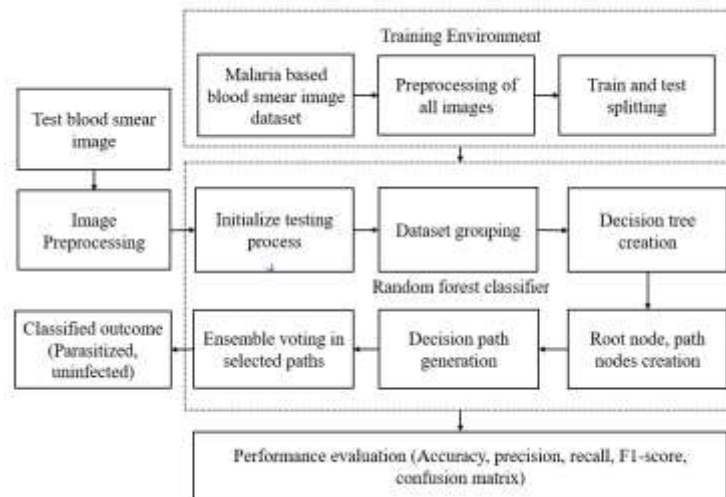 Training Environment
Malaria based
blood smear image
dataset
Preprocessing of
all images
Train and test
splitting
Test blood smear
image
Image
Preprocessing
Initialize testing
process
Dataset grouping
Decision tree
creation
Random forest classifier
Classified outcome
(Parasitized,
uninfected)
Ensemble voting in
selected paths
Decision path
generation
Root node, path
nodes creation
Performance evaluation (Accuracy, precision, recall, F1-score,
confusion matrix)